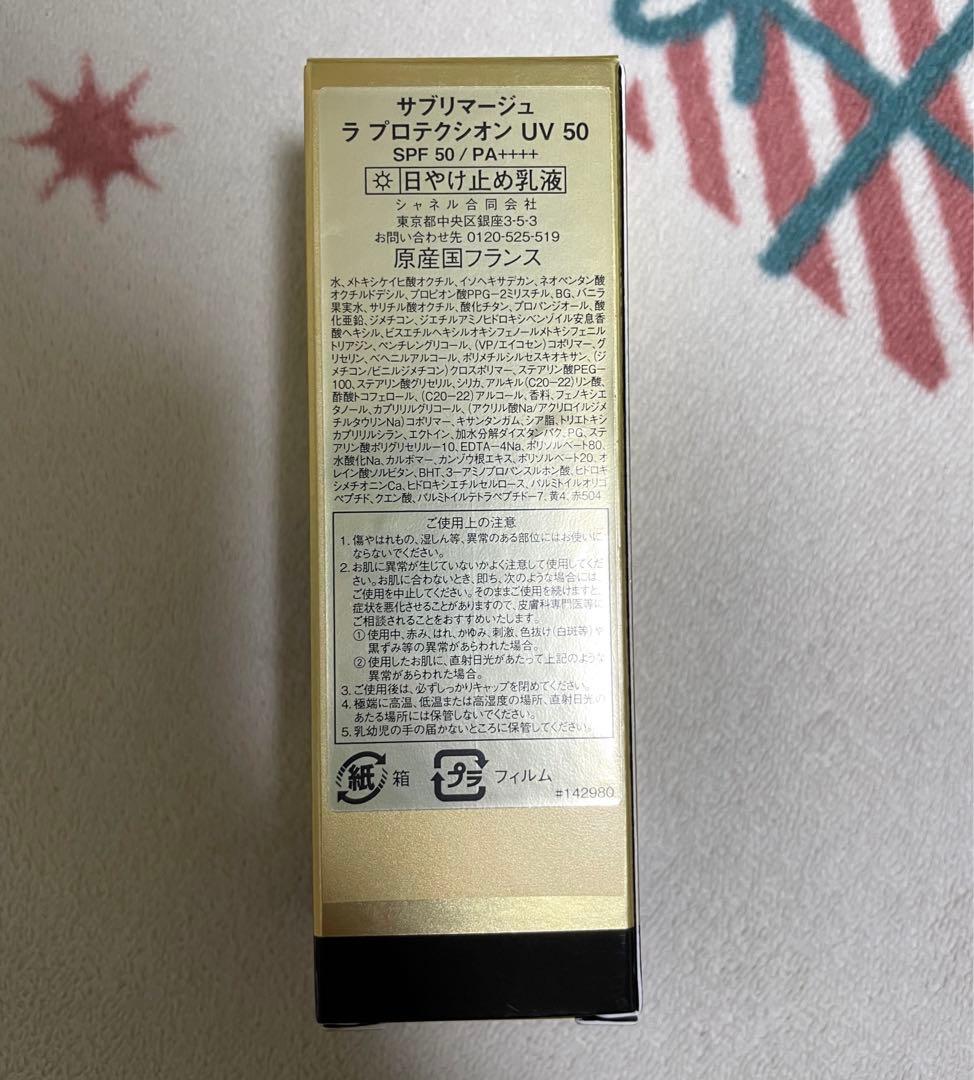 サブリマージュ
ラ プロテクシオン UV 50
SPF 50 / PA++++
日やけ止め乳液
シャネル合同会社
東京都中央区銀座3-5-3
お問い合わせ先 0120-525-519
原産国フランス
水、メトキシケイヒ酸オクチル、イソヘキサデカン、ネオペンタン酸
オクチルドデシル、プロピオン酸PPG-2ミリスチル、BG、バニラ
果実水、サリチル酸オクチル、酸化チタン、プロパンジオール、酸
化亜鉛、ジメチコン、ジエチルアミノヒドロキシベンゾイル安息香
酸ヘキシル、ビスエチルヘキシルオキシフェノールメトキシフェニル
トリアジン、ペンチレングリコール、(VP/エイコセン)コポリマー、グ
リセリン、ベヘニルアルコール、ポリメチルシルセスキオキサン、(ジ
メチコン/ビニルジメチコン)クロスポリマー、ステアリン酸PEG-
100、ステアリン酸グリセリル、シリカ、アルキル(C20-22)リン酸、
酢酸トコフェロール、(C20-22)アルコール、香料、フェノキシエ
タノール、カプリリルグリコール、(アクリル酸Na/アクリロイルジメ
チルタウリンNa)コポリマー、キサンタンガム、シア脂、トリエトキシ
カプリリルシラン、エクトイン、加水分解ダイズタンパク、PG、ステ
アリン酸ポリグリセリル-10、EDTA-4Na、ポリソルベート80、
水酸化Na、カルボマー、カンゾウ根エキス、ポリソルベート20、オ
レイン酸ソルビタン、BHT、3-アミノプロパンスルホン酸、ヒドロキ
シメチオニンCa、ヒドロキシエチルセルロース、パルミトイルオリゴ
ペプチド、クエン酸、パルミトイルテトラペプチド-7、黄4、赤504
ご使用上の注意
1. 傷やはれもの、湿しん等、異常のある部位にはお使いに
ならないでください。
2. お肌に異常が生じていないかよく注意して使用してくだ
さい。お肌に合わないとき、即ち、次のような場合には、
ご使用を中止してください。そのままご使用を続けますと、
症状を悪化させることがありますので、皮膚科専門医等に
ご相談されることをおすすめいたします。
① 使用中、赤み、はれ、かゆみ、刺激、色抜け(白斑等)や
黒ずみ等の異常があらわれた場合。
② 使用したお肌に、直射日光があたって上記のような
異常があらわれた場合。
3. ご使用後は、必ずしっかりキャップを閉めてください。
4. 極端に高温、低温または高湿度の場所、直射日光の
あたる場所には保管しないでください。
5. 乳幼児の手の届かないところに保管してください。
紙 箱 プラ フィルム
#142980